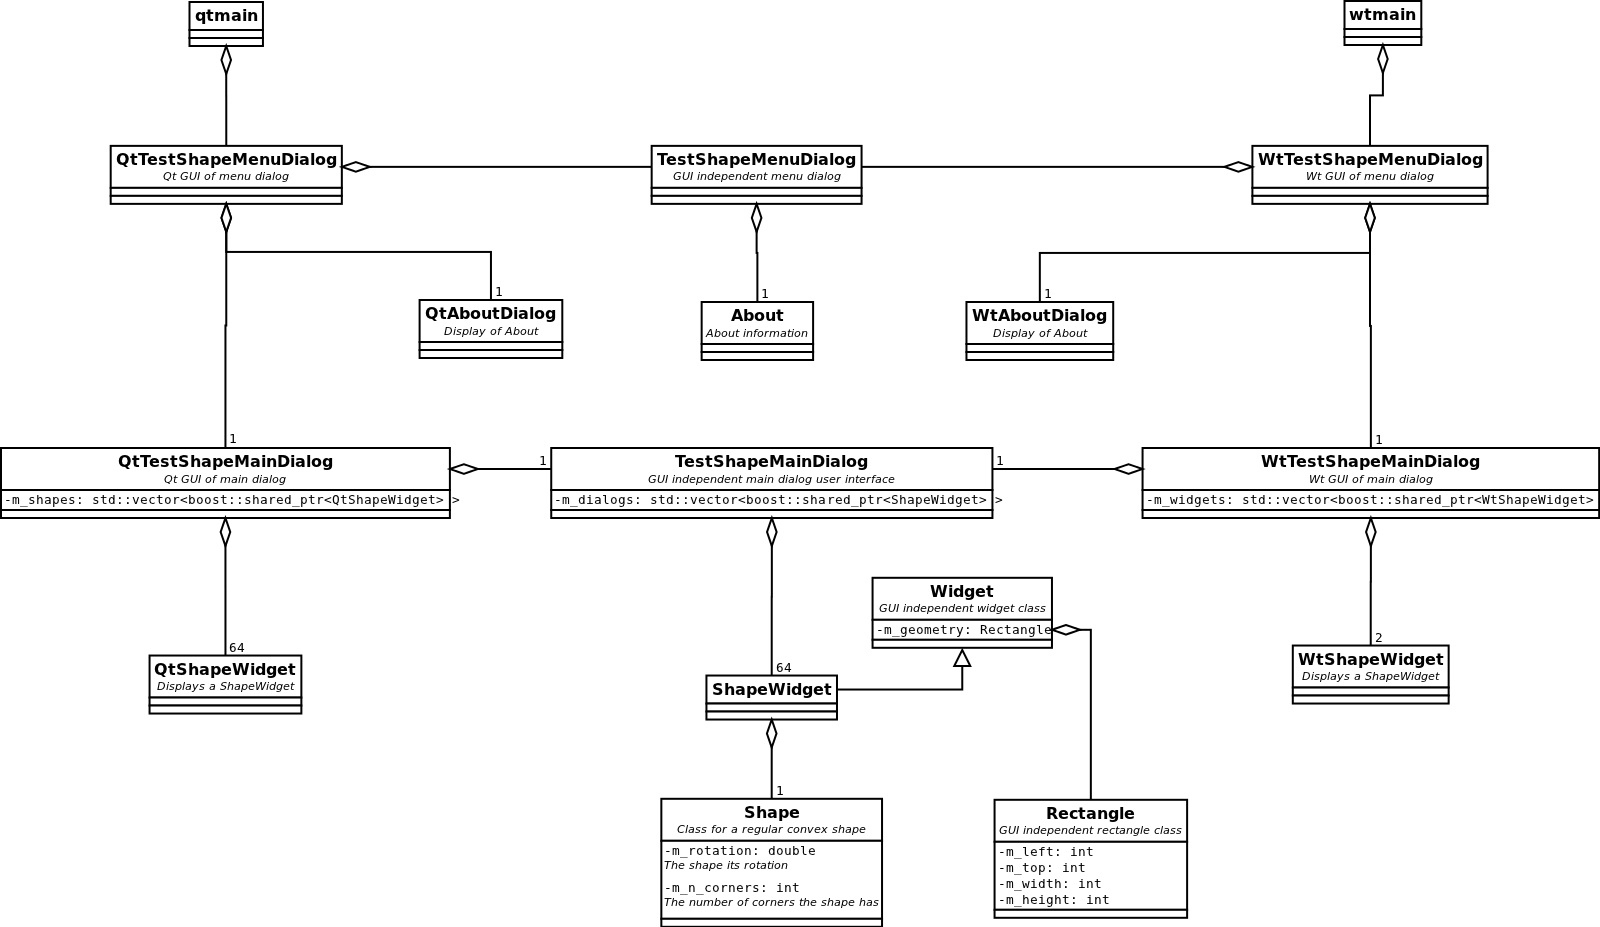 qtmain
wtmain
QtTestShapeMenuDialog
Qt GUI of menu dialog
TestShapeMenuDialog
GUI independent menu dialog
WtTestShapeMenuDialog
Wt GUI of menu dialog
1
QtAboutDialog
Display of About
1
About
About information
1
WtAboutDialog
Display of About
1
QtTestShapeMainDialog
Qt GUI of main dialog
-m_shapes: std::vector<boost::shared_ptr<QtShapeWidget> >
1
TestShapeMainDialog
GUI independent main dialog user interface
-m_dialogs: std::vector<boost::shared_ptr<ShapeWidget> >
1
1
WtTestShapeMainDialog
Wt GUI of main dialog
-m_widgets: std::vector<boost::shared_ptr<WtShapeWidget>
Widget
GUI independent widget class
-m_geometry: Rectangle
64
QtShapeWidget
Displays a ShapeWidget
64
ShapeWidget
2
WtShapeWidget
Displays a ShapeWidget
1
Shape
Class for a regular convex shape
-m_rotation: double
The shape its rotation
-m_n_corners: int
The number of corners the shape has
Rectangle
GUI independent rectangle class
-m_left: int
-m_top: int
-m_width: int
-m_height: int